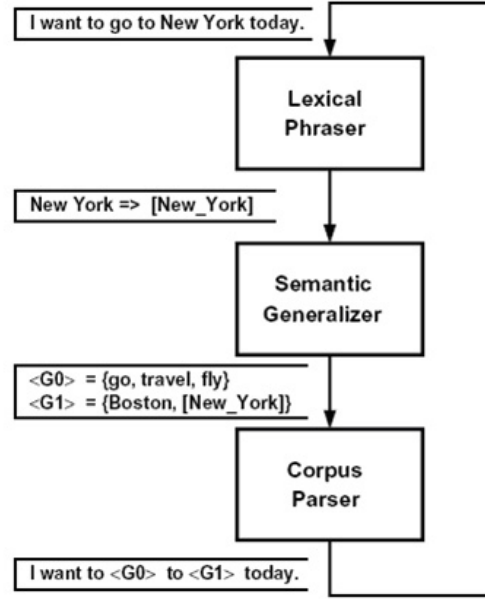 I want to go to New York today.
Lexical
Phraser
New York => [New_York]
Semantic
Generalizer
<G0> = {go, travel, fly}
<G1> = {Boston, [New_York]}
Corpus
Parser
I want to <G0> to <G1> today.